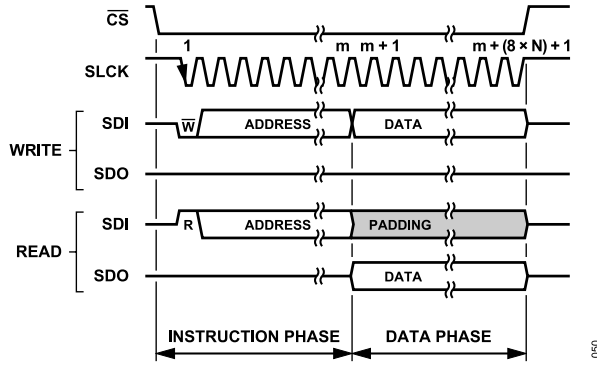 CS
1 m m + 1 m + (8 × N) + 1
SLCK
WRITE
SDI W ADDRESS DATA
SDO
READ
SDI R ADDRESS PADDING
SDO DATA
INSTRUCTION PHASE DATA PHASE
050